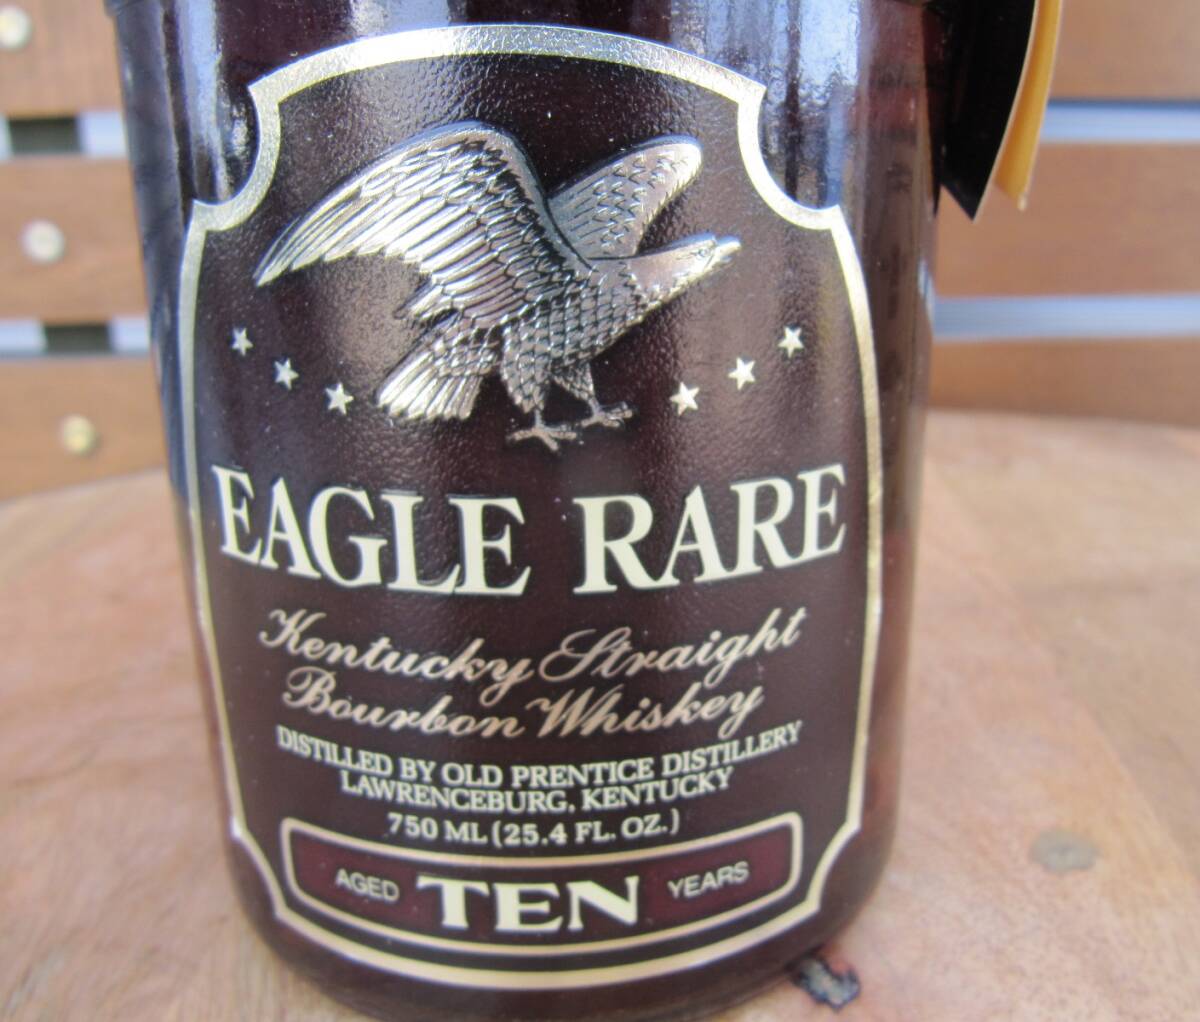 EAGLE RARE
Kentucky Straight
Bourbon Whiskey
DISTILLED BY OLD PRENTICE DISTILLERY
LAWRENCEBURG, KENTUCKY
750 ML (25.4 FL. OZ.)
AGED TEN YEARS